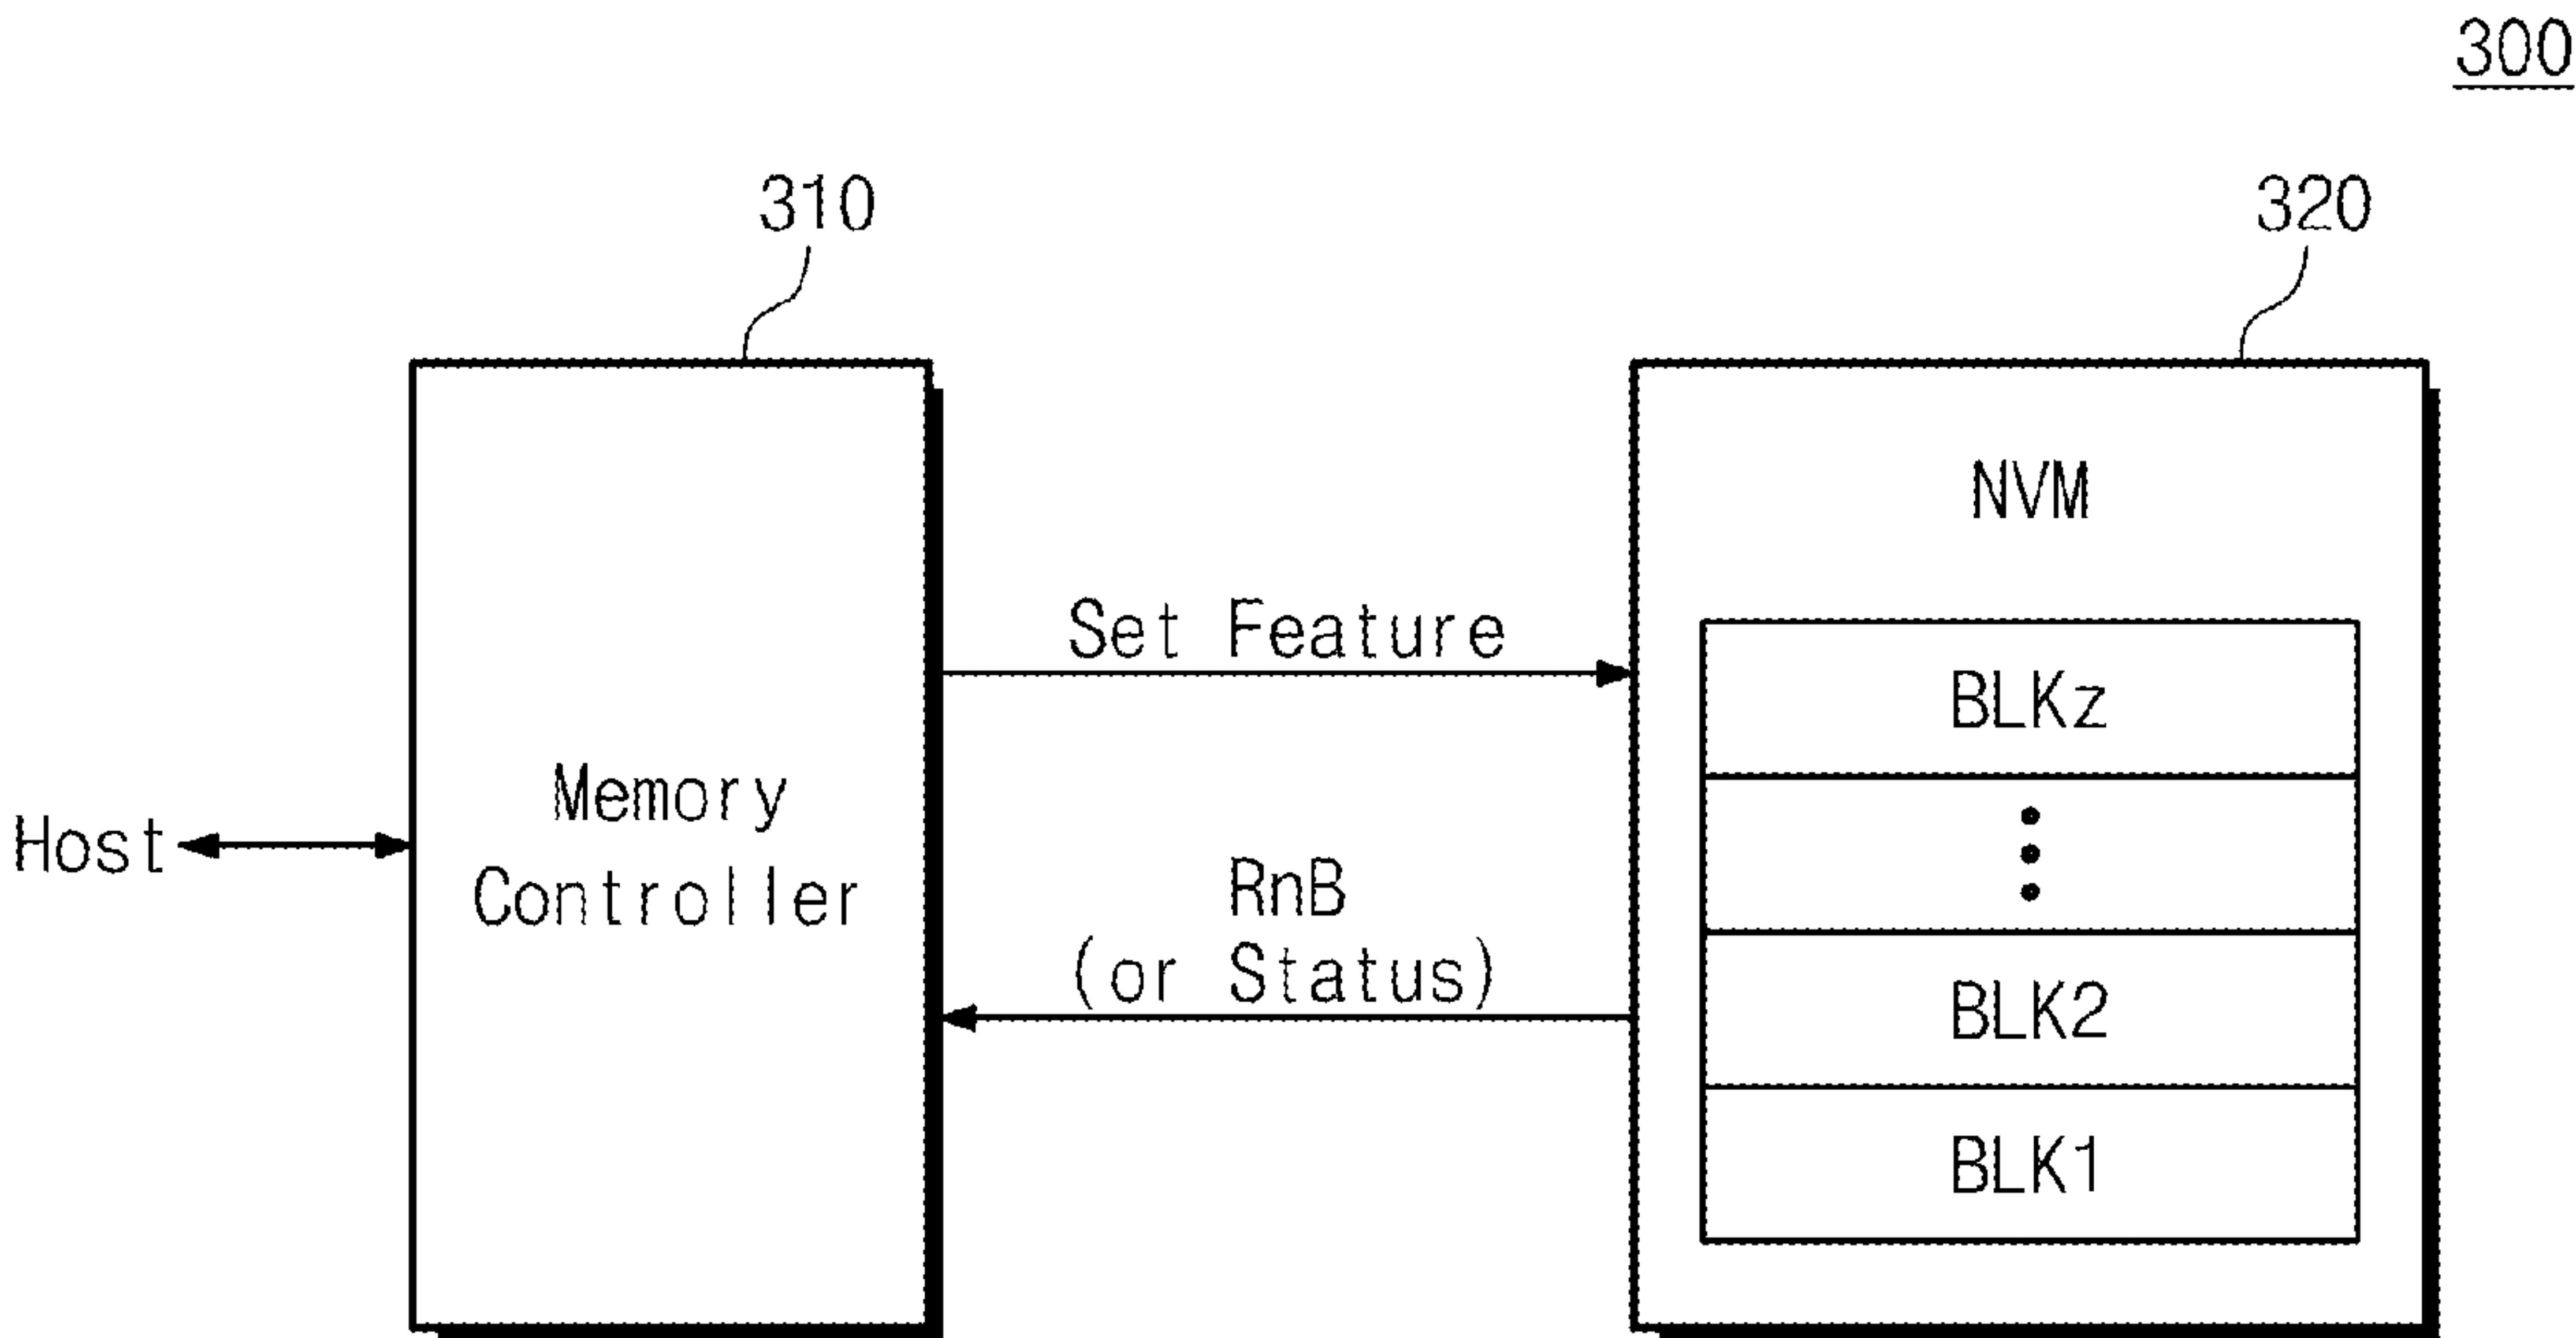 300
310
320
NVM
Set Feature
BLKz
Memory
Controller
Host
RnB
(or Status)
BLK2
BLK1